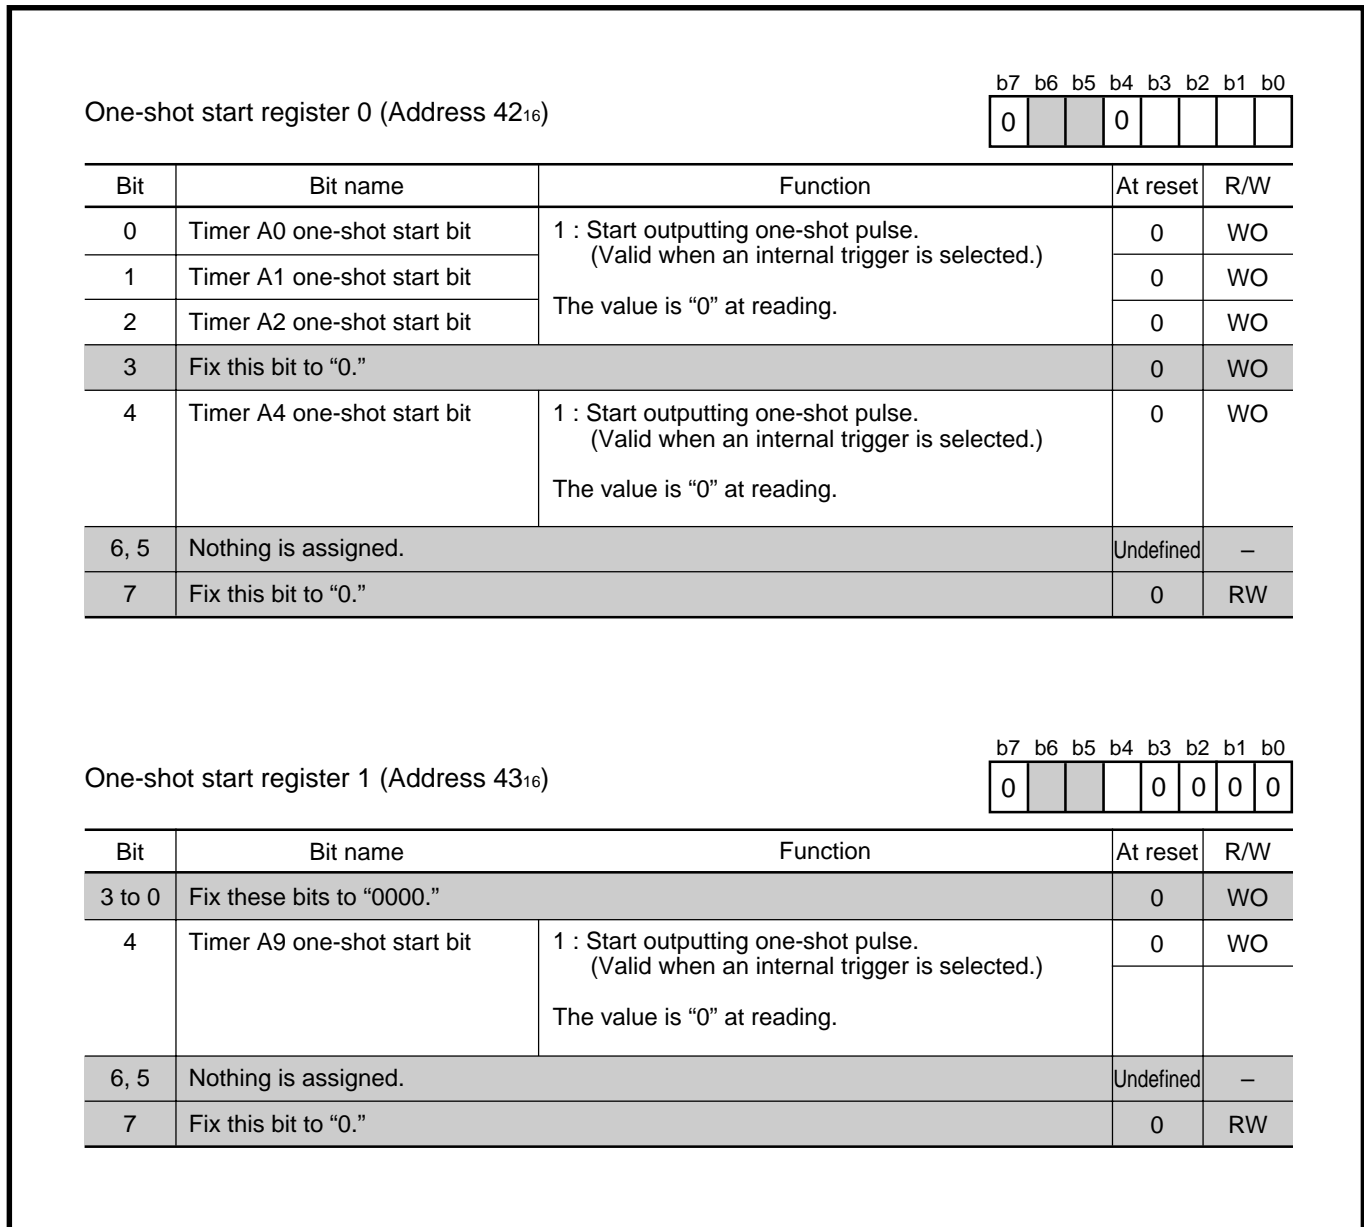 b7 b6 b5 b4 b3 b2 b1 b0
One-shot start register 0 (Address 42₁₆)
0 0
Bit Bit name Function At reset R/W
0 Timer A0 one-shot start bit 1 : Start outputting one-shot pulse. 0 WO
(Valid when an internal trigger is selected.)
1 Timer A1 one-shot start bit 0 WO
The value is “0” at reading.
2 Timer A2 one-shot start bit 0 WO
3 Fix this bit to “0.” 0 WO
4 Timer A4 one-shot start bit 1 : Start outputting one-shot pulse. 0 WO
(Valid when an internal trigger is selected.)
The value is “0” at reading.
6, 5 Nothing is assigned. Undefined –
7 Fix this bit to “0.” 0 RW
b7 b6 b5 b4 b3 b2 b1 b0
One-shot start register 1 (Address 43₁₆)
0 0 0 0 0
Bit Bit name Function At reset R/W
3 to 0 Fix these bits to “0000.” 0 WO
4 Timer A9 one-shot start bit 1 : Start outputting one-shot pulse. 0 WO
(Valid when an internal trigger is selected.)
The value is “0” at reading.
6, 5 Nothing is assigned. Undefined –
7 Fix this bit to “0.” 0 RW